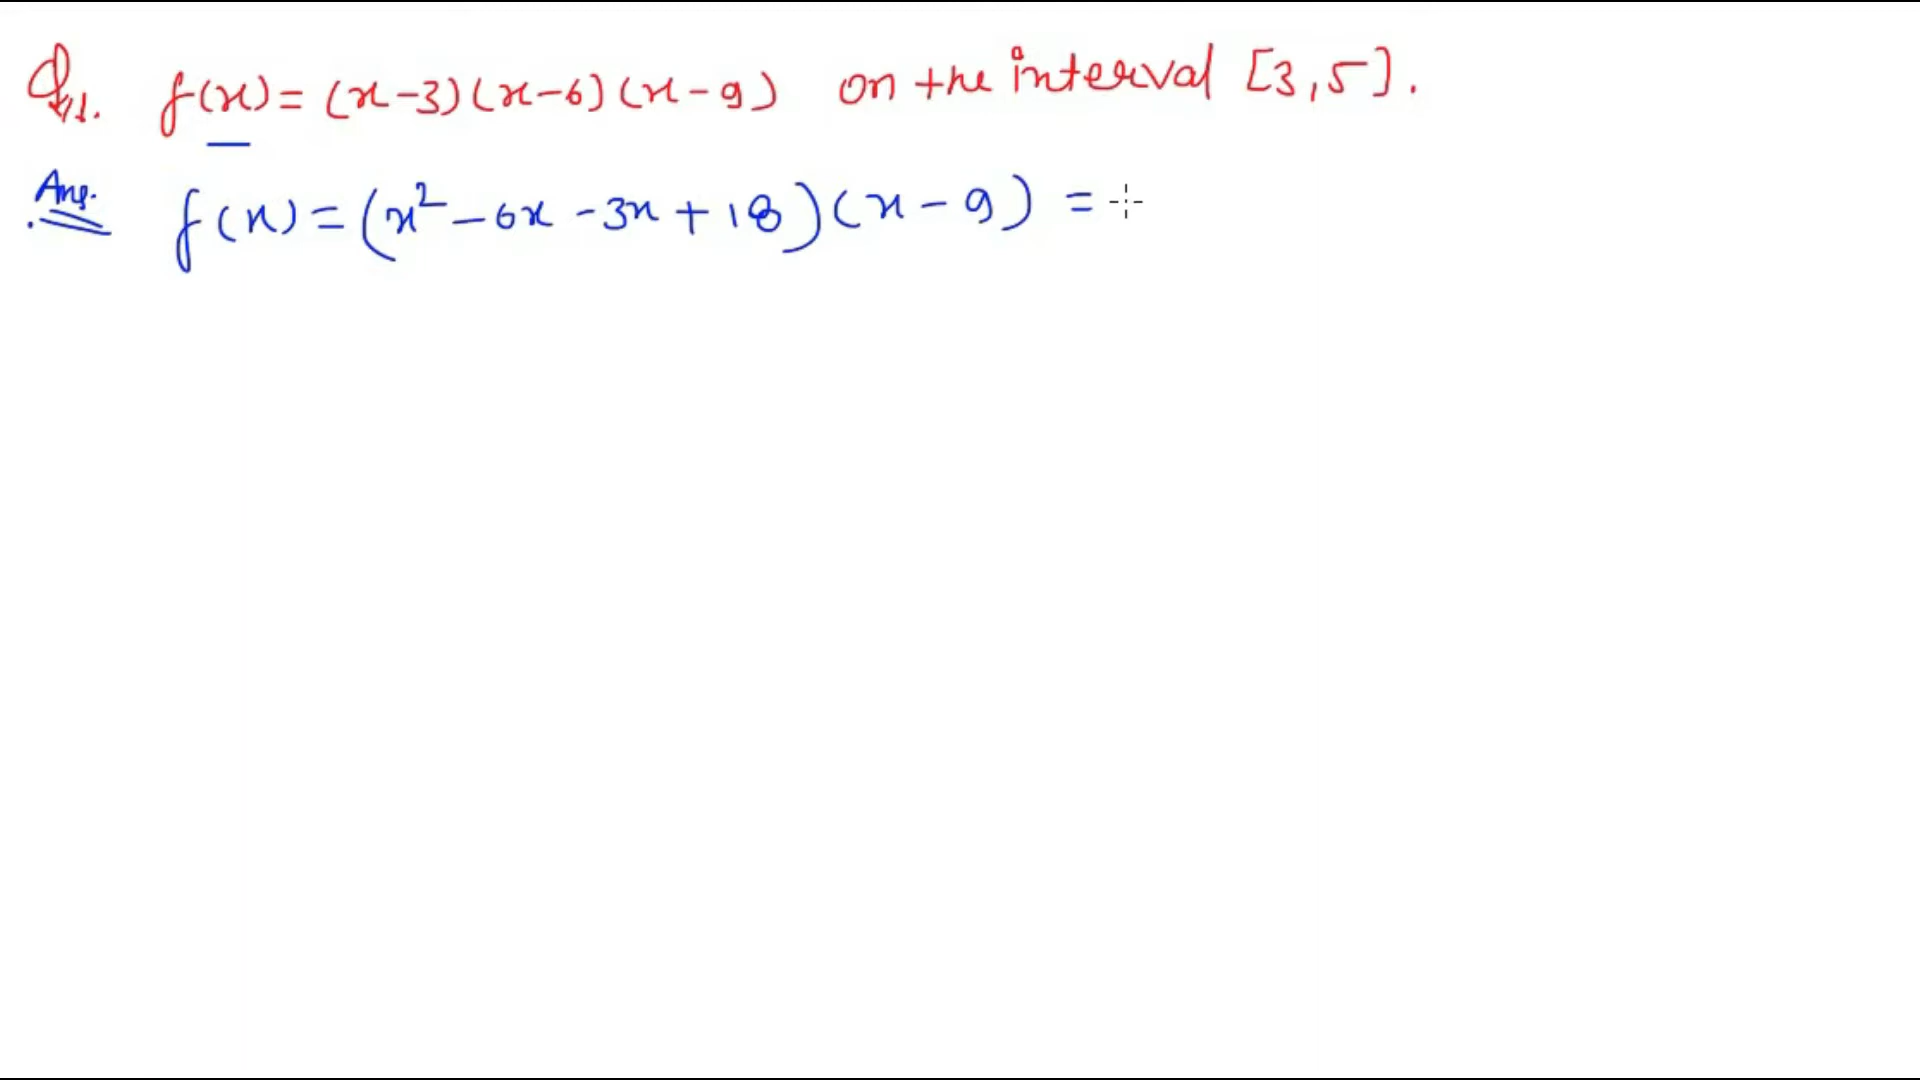 Q1. f(x) = (x-3)(x-6)(x-9) on the interval [3,5].
Ans. f(x) = (x² - 6x - 3x + 18)(x - 9) =